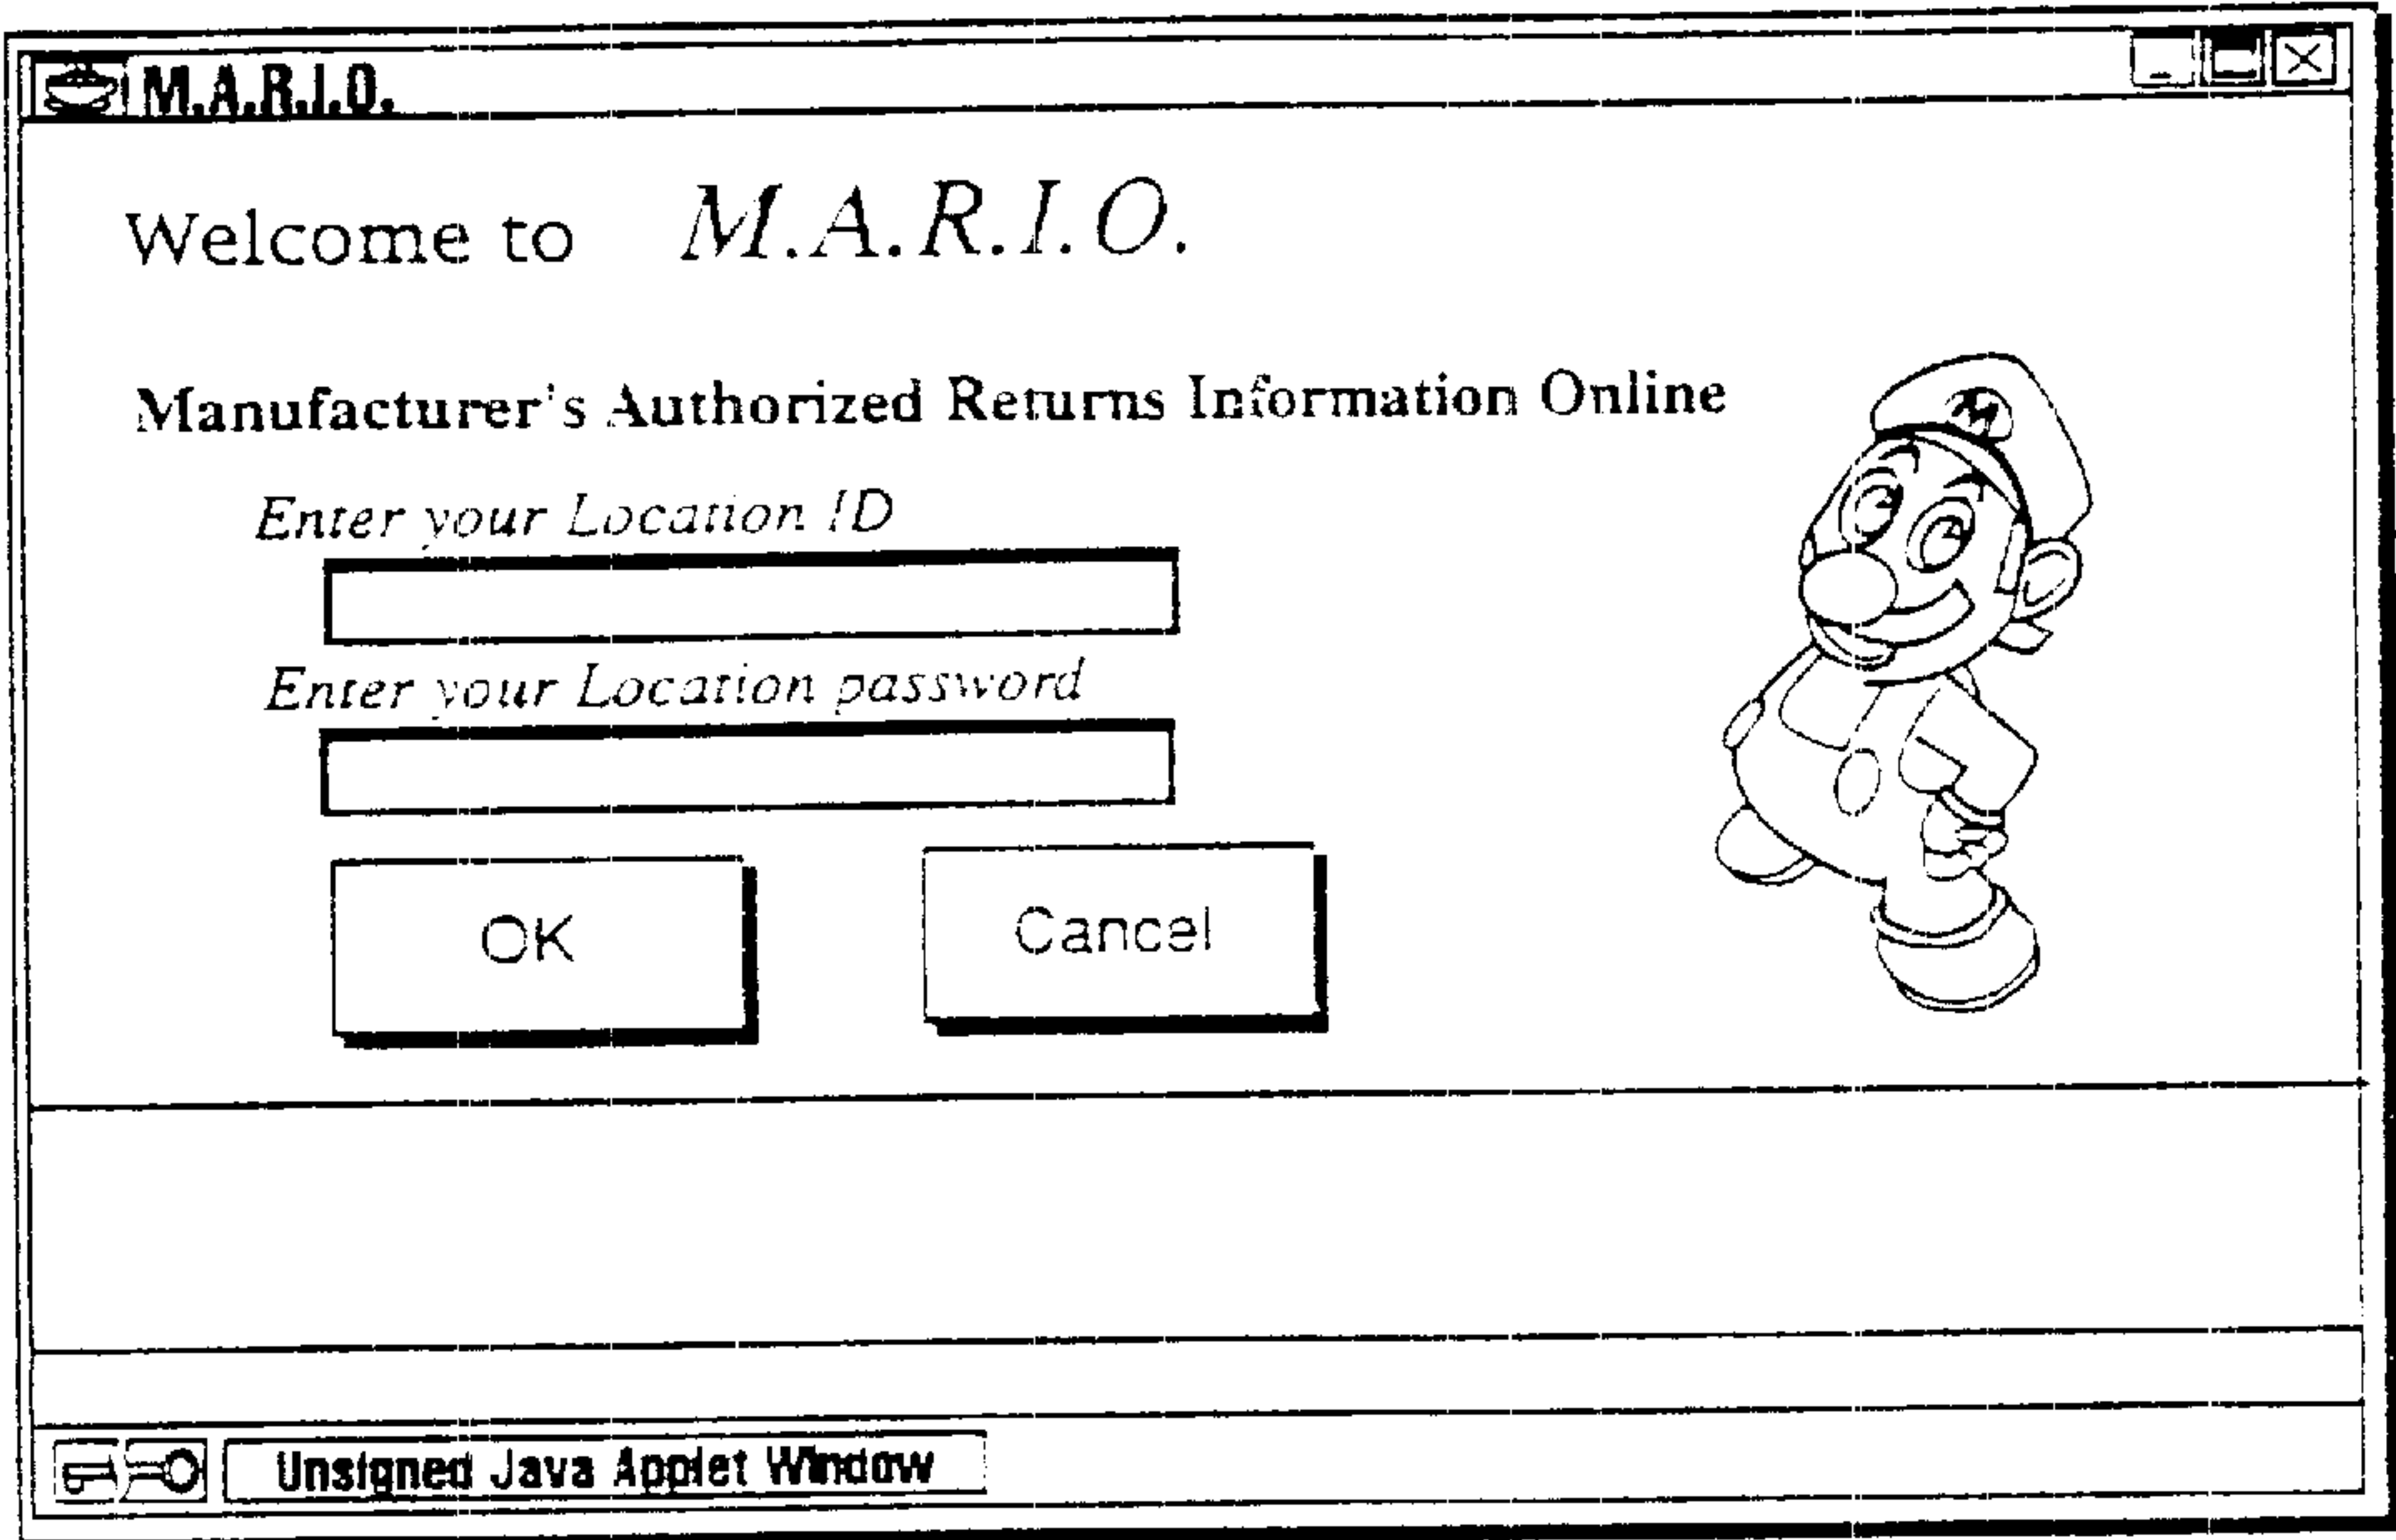 M.A.R.I.O.
Welcome to M.A.R.I.O.
Manufacturer's Authorized Returns Information Online
Enter your Location ID
Enter your Location password
OK Cancel
Unsigned Java Applet Window